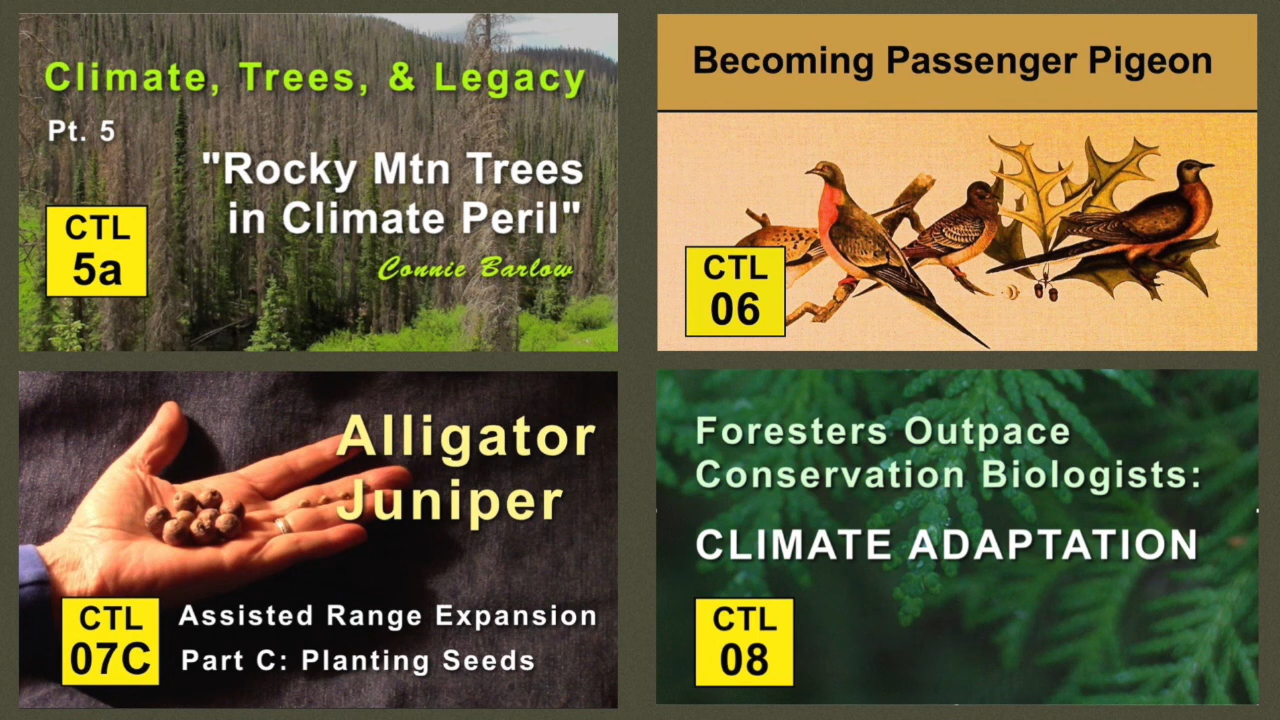 Climate, Trees, & Legacy
Pt. 5
"Rocky Mtn Trees
in Climate Peril"
CTL
5a
Connie Barlow
Becoming Passenger Pigeon
CTL
06
Alligator
Juniper
CTL
07C
Assisted Range Expansion
Part C: Planting Seeds
Foresters Outpace
Conservation Biologists:
CLIMATE ADAPTATION
CTL
08